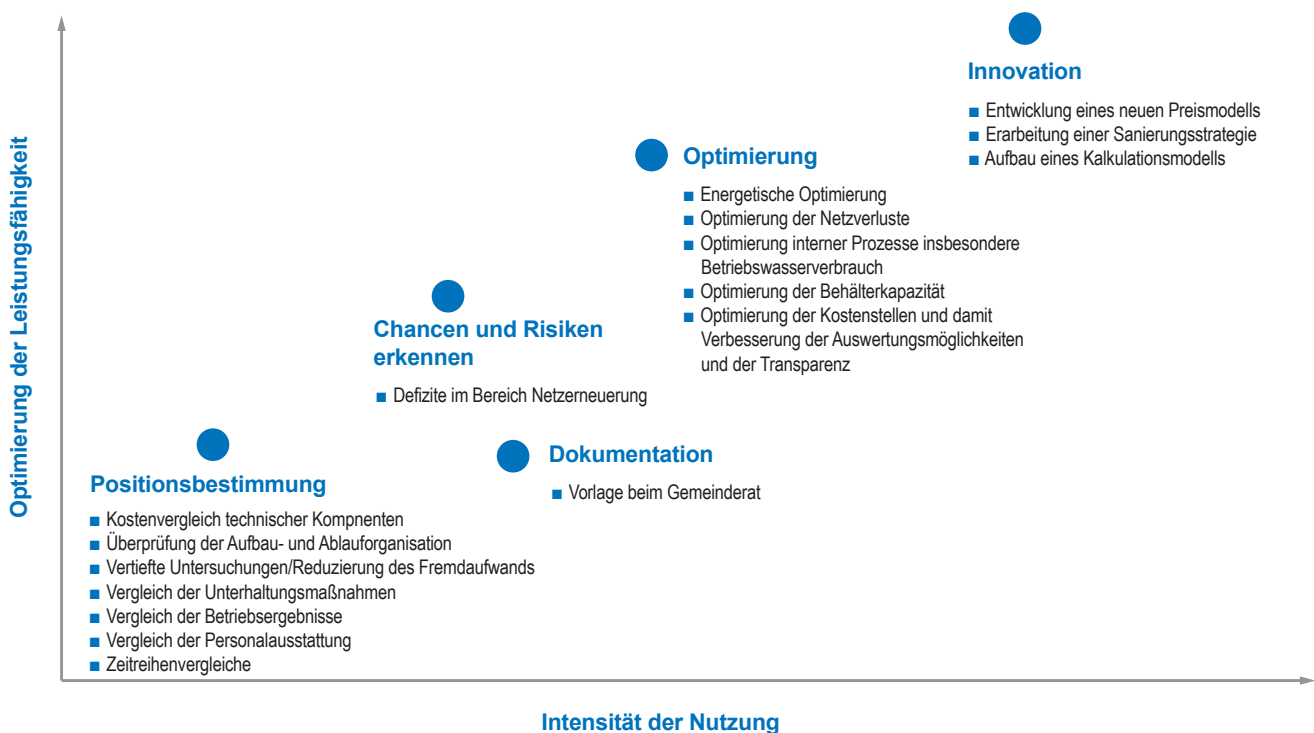 Optimierung der Leistungsfähigkeit
Innovation
■ Entwicklung eines neuen Preismodells
■ Erarbeitung einer Sanierungsstrategie
■ Aufbau eines Kalkulationsmodells
Optimierung
■ Energetische Optimierung
■ Optimierung der Netzverluste
■ Optimierung interner Prozesse insbesondere
Betriebswasserverbrauch
■ Optimierung der Behälterkapazität
■ Optimierung der Kostenstellen und damit
Verbesserung der Auswertungsmöglichkeiten
und der Transparenz
Chancen und Risiken
erkennen
■ Defizite im Bereich Netzerneuerung
Dokumentation
■ Vorlage beim Gemeinderat
Positionsbestimmung
■ Kostenvergleich technischer Kompnenten
■ Überprüfung der Aufbau- und Ablauforganisation
■ Vertiefte Untersuchungen/Reduzierung des Fremdaufwands
■ Vergleich der Unterhaltungsmaßnahmen
■ Vergleich der Betriebsergebnisse
■ Vergleich der Personalausstattung
■ Zeitreihenvergleiche
Intensität der Nutzung